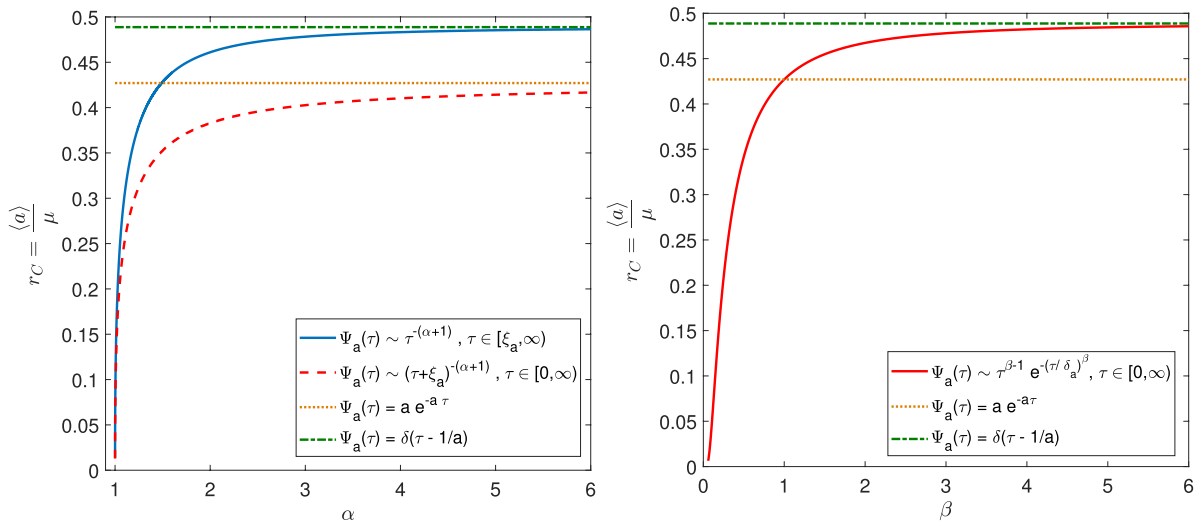 0.5
0.45
0.4
0.35
0.3
0.25
0.2
0.15
0.1
0.05
0
r_C = ⟨a⟩/μ
Ψ_a(τ) ∼ τ^-(α+1) , τ ∈ [ξ_a,∞)
Ψ_a(τ) ∼ (τ+ξ_a)^-(α+1) , τ ∈ [0,∞)
Ψ_a(τ) = a e^-a τ
Ψ_a(τ) = δ(τ - 1/a)
1 2 3 4 5 6
α
0.5
0.45
0.4
0.35
0.3
0.25
0.2
0.15
0.1
0.05
0
r_C = ⟨a⟩/μ
Ψ_a(τ) ∼ τ^β-1 e^-(τ/ δ_a)^β, τ ∈ [0,∞)
Ψ_a(τ) = a e^-aτ
Ψ_a(τ) = δ(τ - 1/a)
0 1 2 3 4 5 6
β